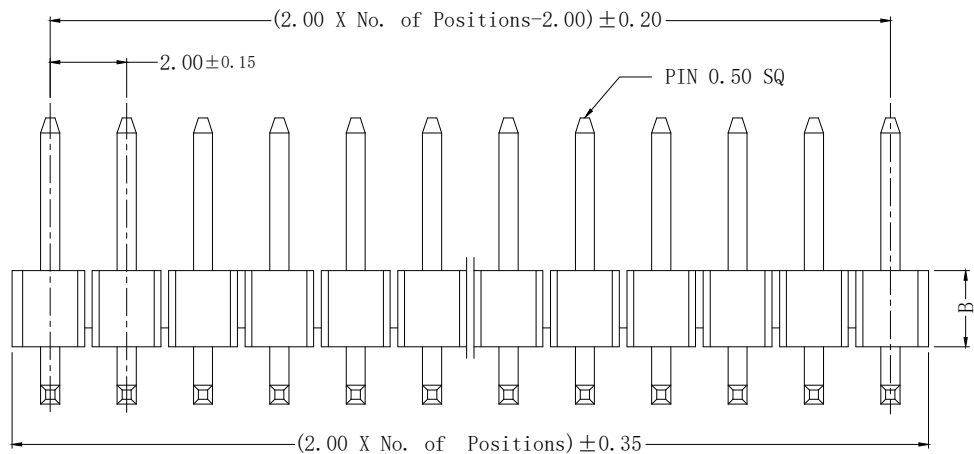 (2.00 X No. of Positions-2.00)±0.20
2.00±0.15
PIN 0.50 SQ
B
(2.00 X No. of Positions)±0.35